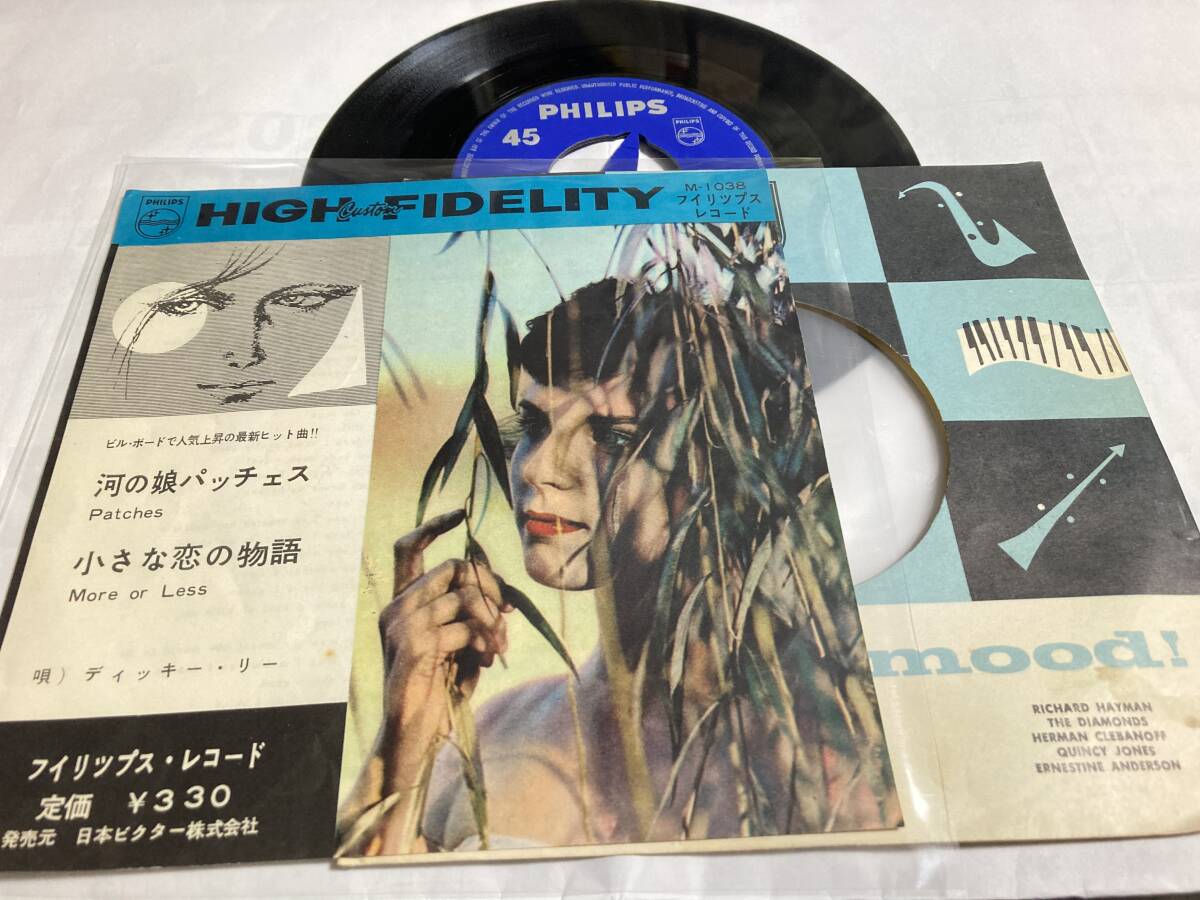 PHILIPS
45
PHILIPS
PHILIPS
HIGH Custom FIDELITY
M-1038
フイリツプス
レコード
ビル・ボードで人気上昇の最新ヒット曲!!
河の娘パッチェス
Patches
小さな恋の物語
More or Less
唄) ディッキー・リー
フイリツプス・レコード
定価 ¥330
発売元 日本ビクター株式会社
mood!
RICHARD HAYMAN
THE DIAMONDS
HERMAN CLEBANOFF
QUINCY JONES
ERNESTINE ANDERSON